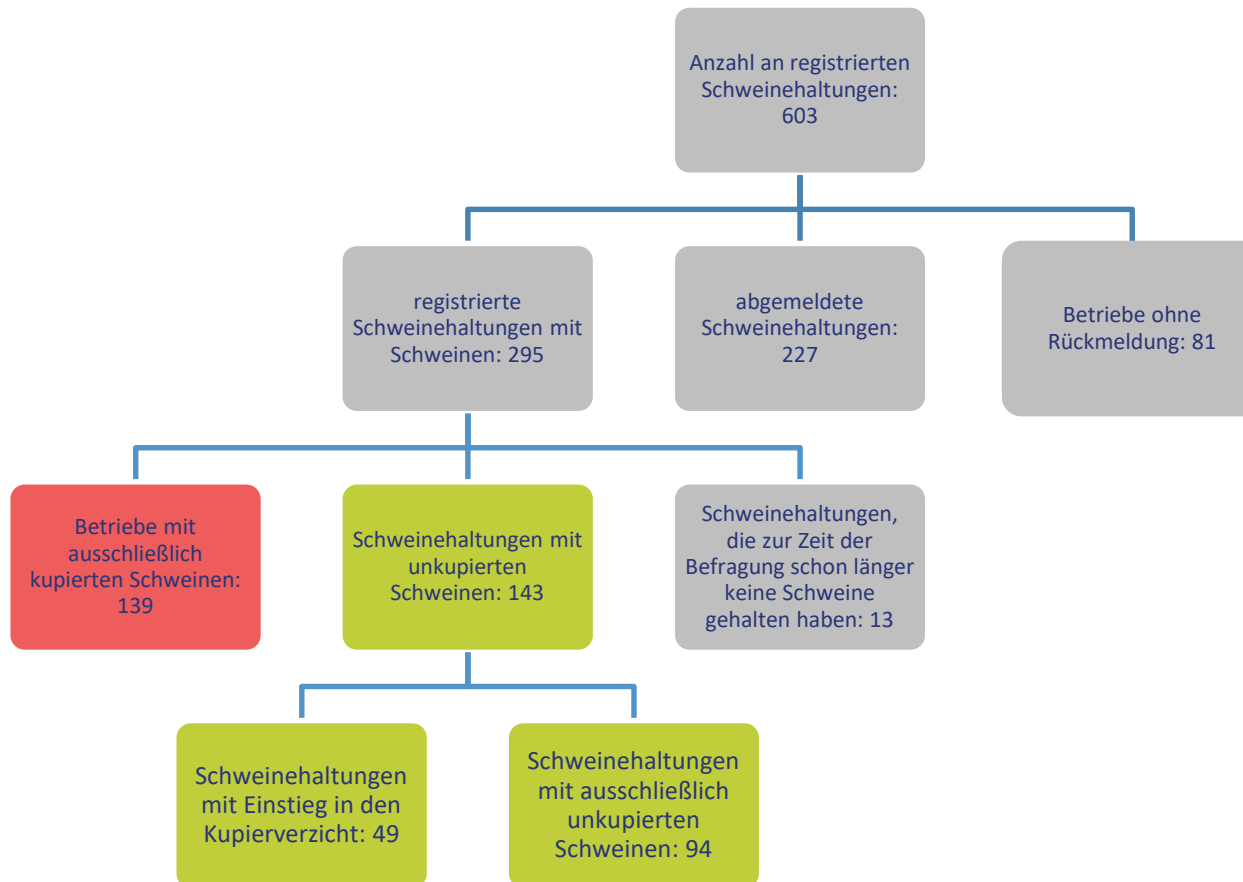 Anzahl an registrierten
Schweinehaltungen:
603
registrierte
Schweinehaltungen mit
Schweinen: 295
abgemeldete
Schweinehaltungen:
227
Betriebe ohne
Rückmeldung: 81
Betriebe mit
ausschließlich
kupierten Schweinen:
139
Schweinehaltungen mit
unkupierten
Schweinen: 143
Schweinehaltungen,
die zur Zeit der
Befragung schon länger
keine Schweine
gehalten haben: 13
Schweinehaltungen
mit Einstieg in den
Kupierverzicht: 49
Schweinehaltungen
mit ausschließlich
unkupierten
Schweinen: 94